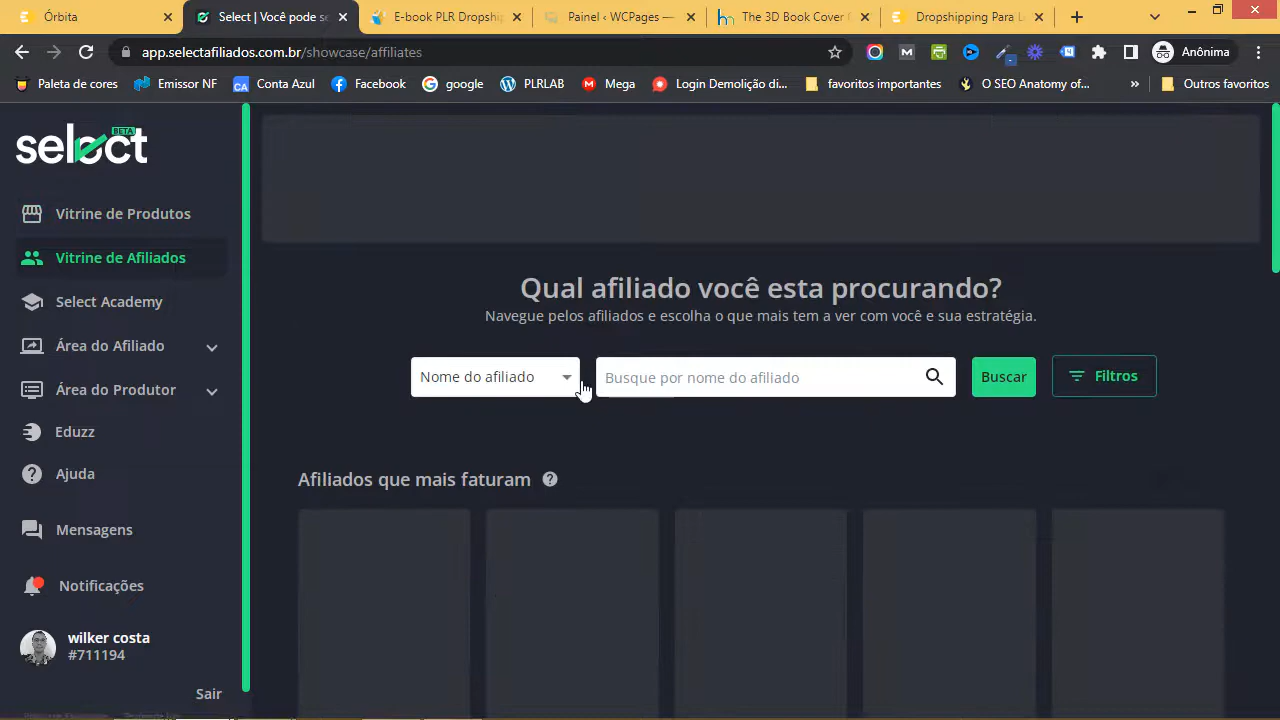 Órbita
Select | Você pode se
E-book PLR Dropship
Painel ‹ WCPages —
The 3D Book Cover
Dropshipping Para L
app.selectafiliados.com.br/showcase/affiliates
Anônima
Paleta de cores
Emissor NF
CA
Conta Azul
Facebook
google
PLRLAB
Mega
Login Demolição di...
favoritos importantes
O SEO Anatomy of...
»
Outros favoritos
select
BETA
Vitrine de Produtos
Vitrine de Afiliados
Select Academy
Área do Afiliado
Área do Produtor
Eduzz
Ajuda
Mensagens
Notificações
wilker costa
#711194
Sair
Qual afiliado você esta procurando?
Navegue pelos afiliados e escolha o que mais tem a ver com você e sua estratégia.
Nome do afiliado
Busque por nome do afiliado
Buscar
Filtros
Afiliados que mais faturam